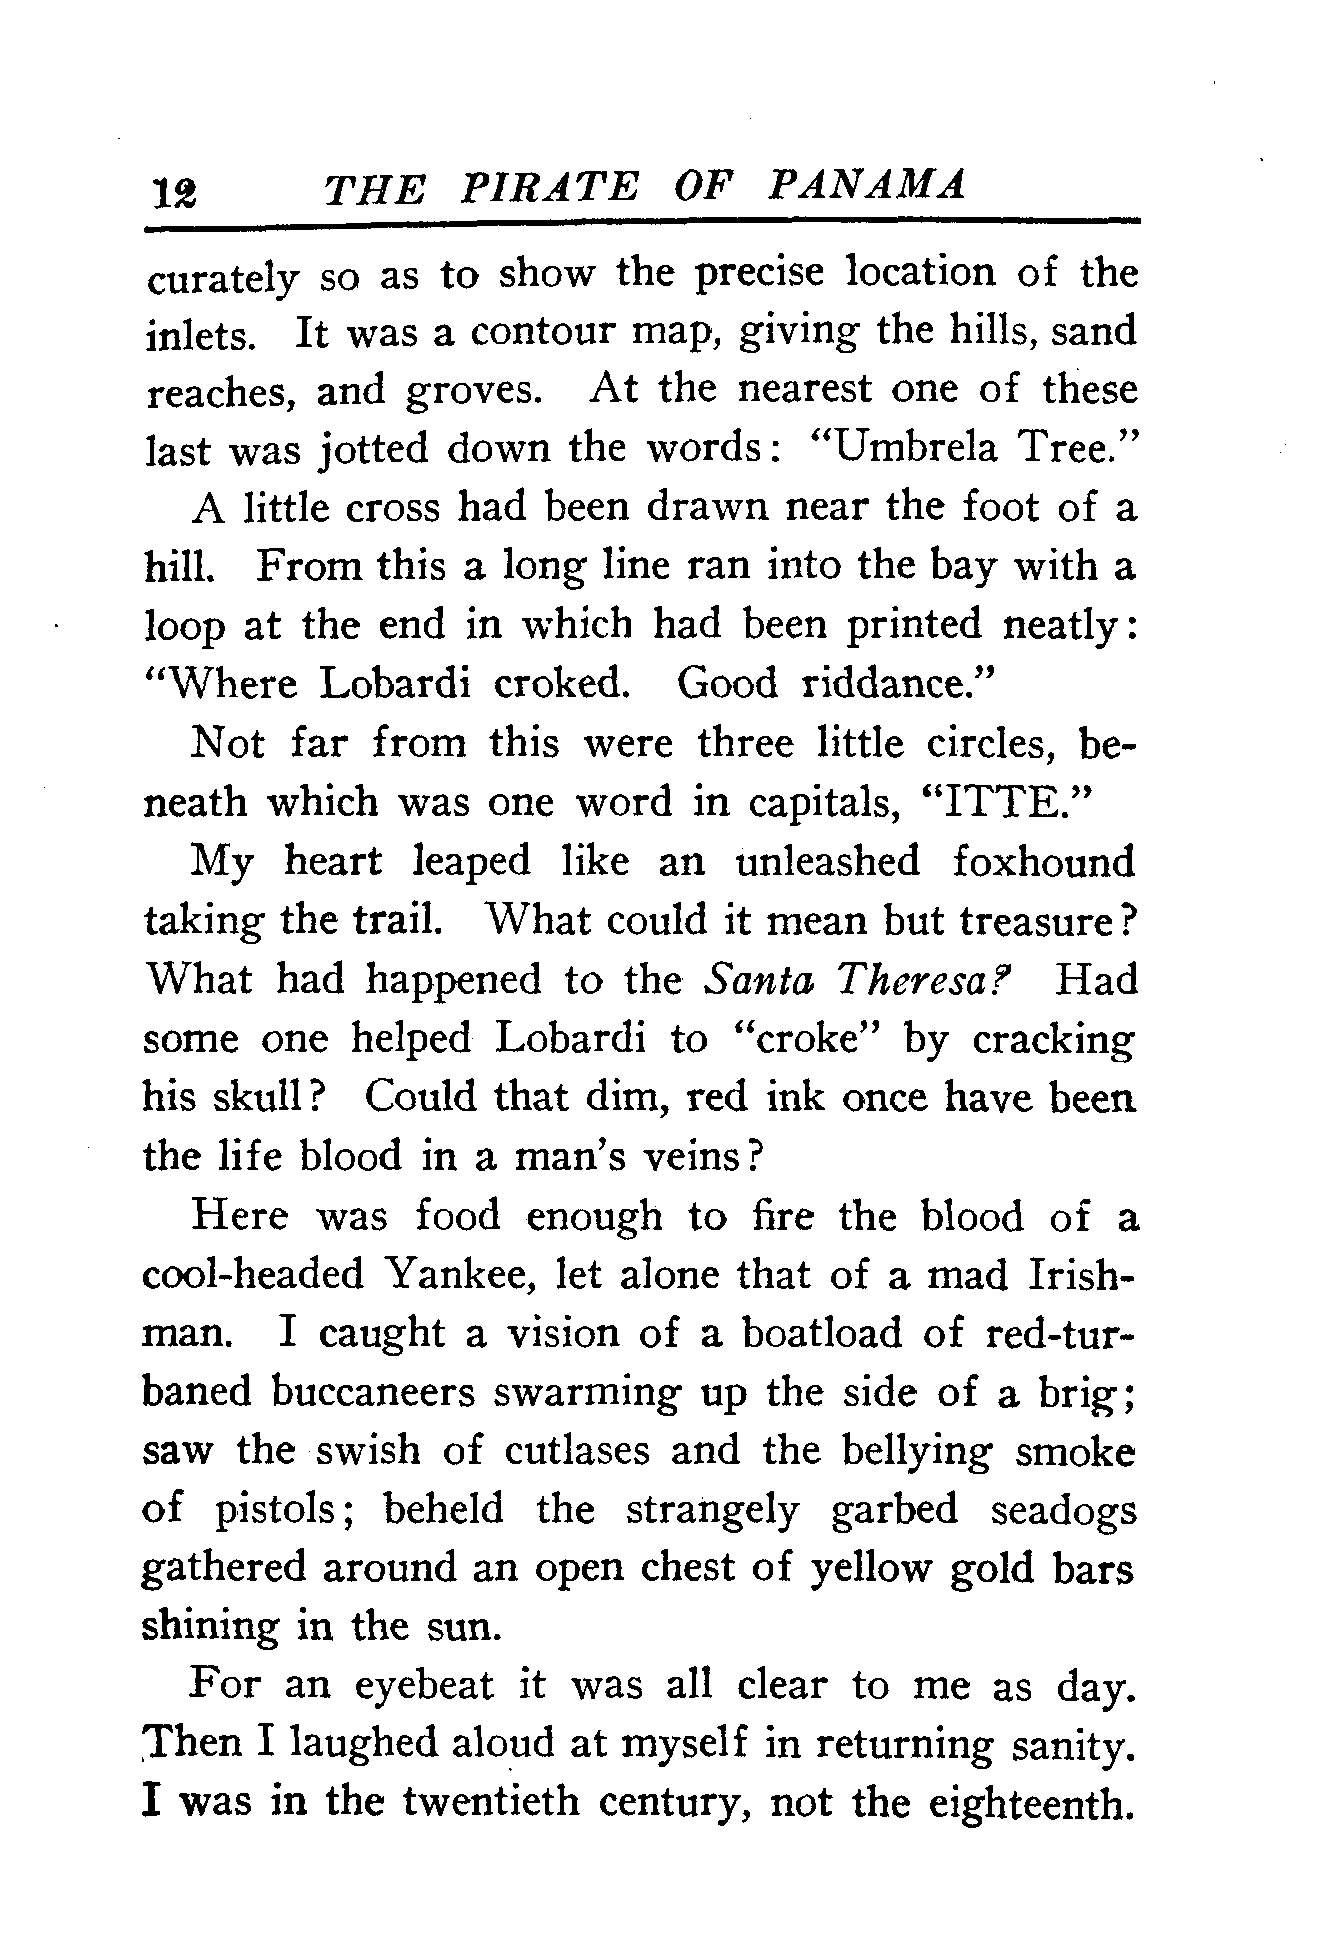 12 THE PIRATE OF PANAMA
curately so as to show the precise location of the
inlets. It was a contour map, giving the hills, sand
reaches, and groves. At the nearest one of these
last was jotted down the words: “Umbrela Tree.”
A little cross had been drawn near the foot of a
hill. From this a long line ran into the bay with a
loop at the end in which had been printed neatly:
“Where Lobardi croked. Good riddance.”
Not far from this were three little circles, be-
neath which was one word in capitals, “ITTE.”
My heart leaped like an unleashed foxhound
taking the trail. What could it mean but treasure?
What had happened to the Santa Theresa? Had
some one helped Lobardi to “croke” by cracking
his skull? Could that dim, red ink once have been
the life blood in a man’s veins?
Here was food enough to fire the blood of a
cool-headed Yankee, let alone that of a mad Irish-
man. I caught a vision of a boatload of red-tur-
baned buccaneers swarming up the side of a brig;
saw the swish of cutlases and the bellying smoke
of pistols; beheld the strangely garbed seadogs
gathered around an open chest of yellow gold bars
shining in the sun.
For an eyebeat it was all clear to me as day.
Then I laughed aloud at myself in returning sanity.
I was in the twentieth century, not the eighteenth.